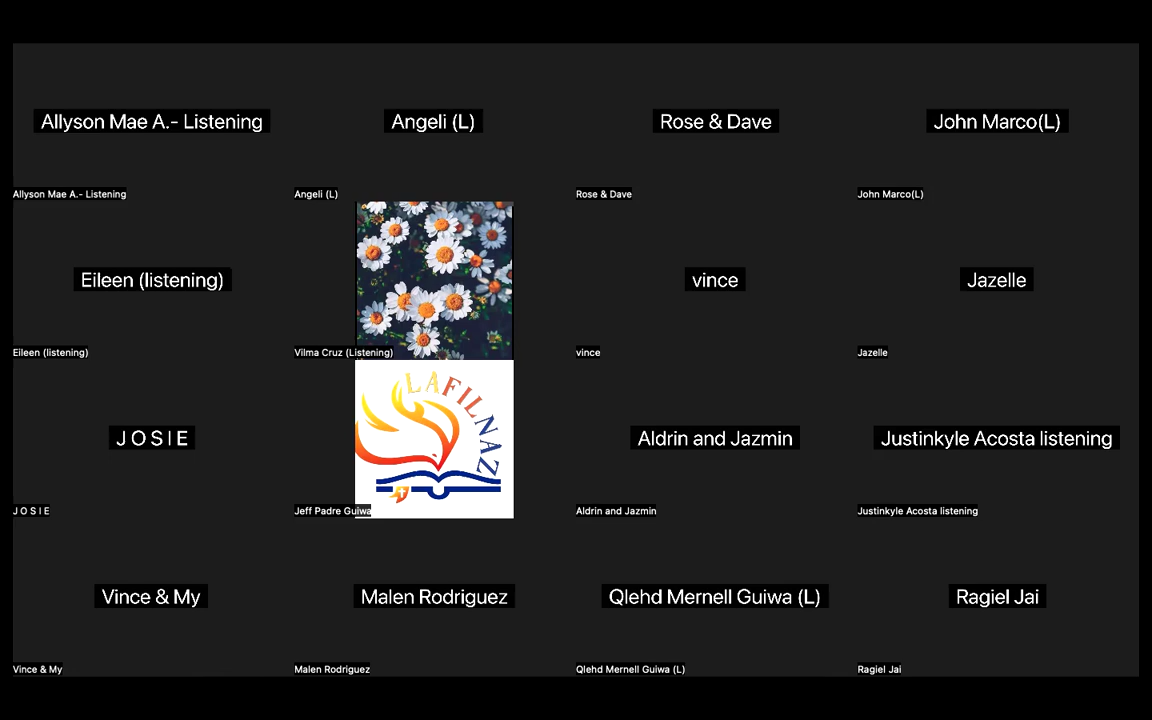 Allyson Mae A.- Listening
Angeli (L)
Rose & Dave
John Marco(L)
Allyson Mae A.- Listening
Angeli (L)
Rose & Dave
John Marco(L)
Eileen (listening)
vince
Jazelle
Eileen (listening)
Vilma Cruz (Listening)
vince
Jazelle
LAFILNAZ
J O S I E
Aldrin and Jazmin
Justinkyle Acosta listening
J O S I E
Jeff Padre Guiwa
Aldrin and Jazmin
Justinkyle Acosta listening
Vince & My
Malen Rodriguez
Qlehd Mernell Guiwa (L)
Ragiel Jai
Vince & My
Malen Rodriguez
Qlehd Mernell Guiwa (L)
Ragiel Jai